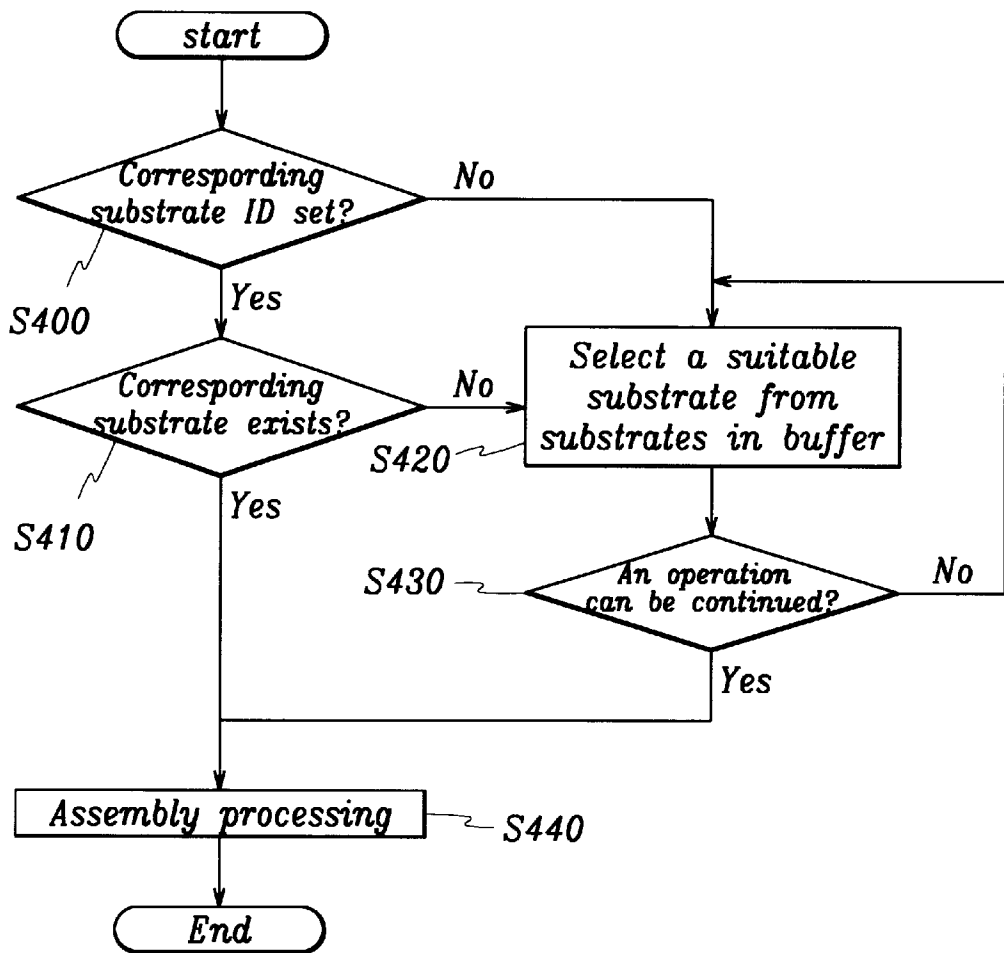 start
Correspording
substrate ID set?
No
S400
Yes
Corresponding
substrate exists?
No
Select a suitable
substrate from
substrates in buffer
S420
S410
Yes
S430
An operation
can be continued?
No
Yes
Assembly processing
S440
End